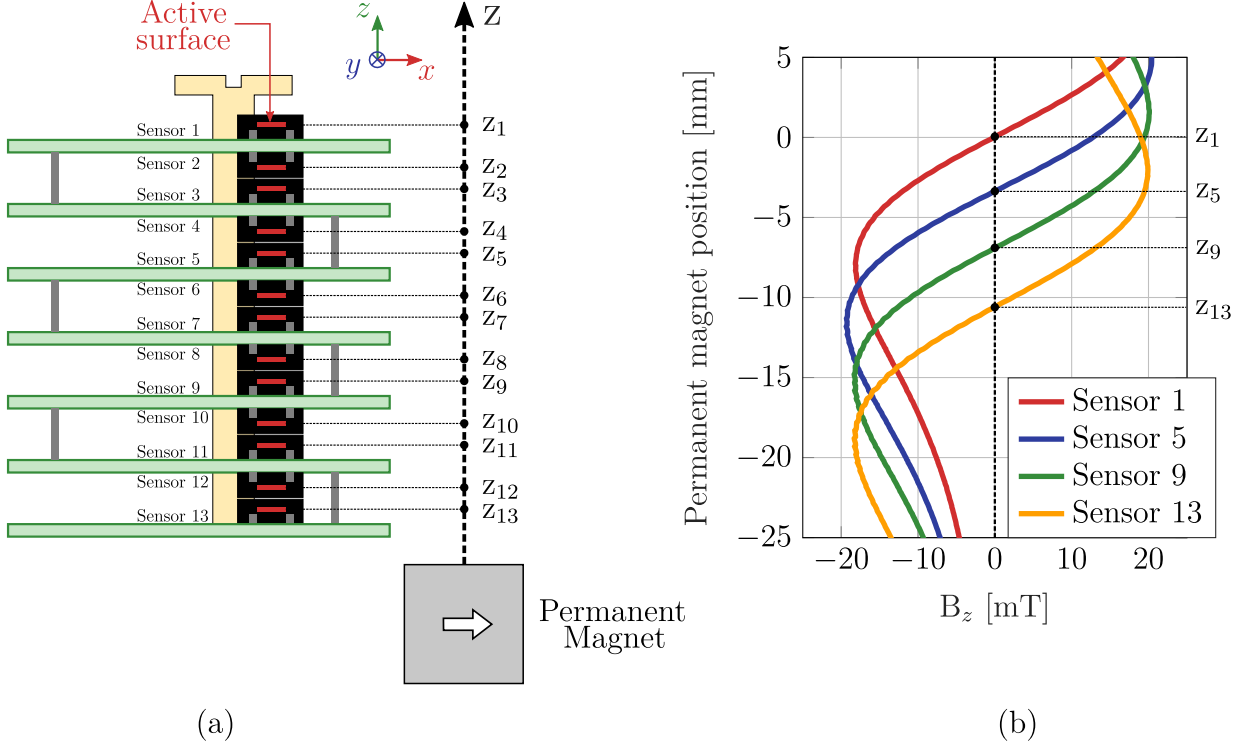 Active
surface
z
y
x
Z
Sensor 1
Sensor 2
Sensor 3
Sensor 4
Sensor 5
Sensor 6
Sensor 7
Sensor 8
Sensor 9
Sensor 10
Sensor 11
Sensor 12
Sensor 13
Z1
Z2
Z3
Z4
Z5
Z6
Z7
Z8
Z9
Z10
Z11
Z12
Z13
Permanent
Magnet
(a)
Permanent magnet position [mm]
5
0
−5
−10
−15
−20
−25
−20
−10
0
10
20
Bz [mT]
Z1
Z5
Z9
Z13
Sensor 1
Sensor 5
Sensor 9
Sensor 13
(b)